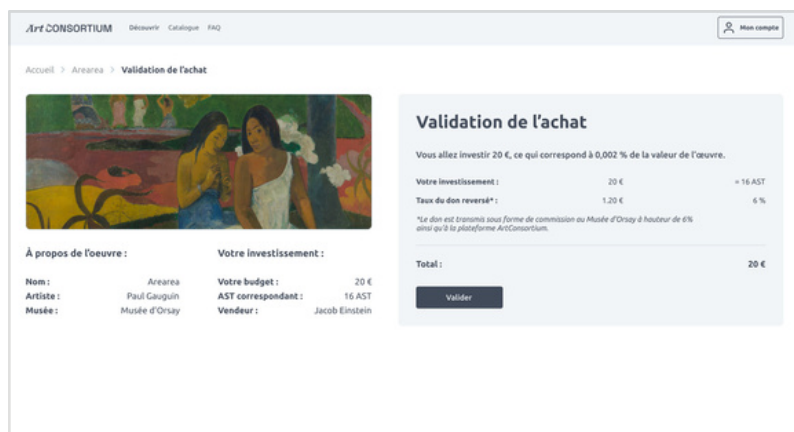 Art CONSORTIUM Découvrir Catalogue FAQ Mon compte
Accueil > Arearea > Validation de l'achat
À propos de l'oeuvre :
Nom : Arearea
Artiste : Paul Gauguin
Musée : Musée d'Orsay
Votre investissement :
Votre budget : 20 €
AST correspondant : 16 AST
Vendeur : Jacob Einstein
Validation de l'achat
Vous allez investir 20 €, ce qui correspond à 0,002 % de la valeur de l'œuvre.
Votre investissement : 20 € = 16 AST
Taux du don reversé* : 1.20 € 6 %
*Le don est transmis sous forme de commission au Musée d'Orsay à hauteur de 6%
ainsi qu'à la plateforme ArtConsortium.
Total : 20 €
Valider